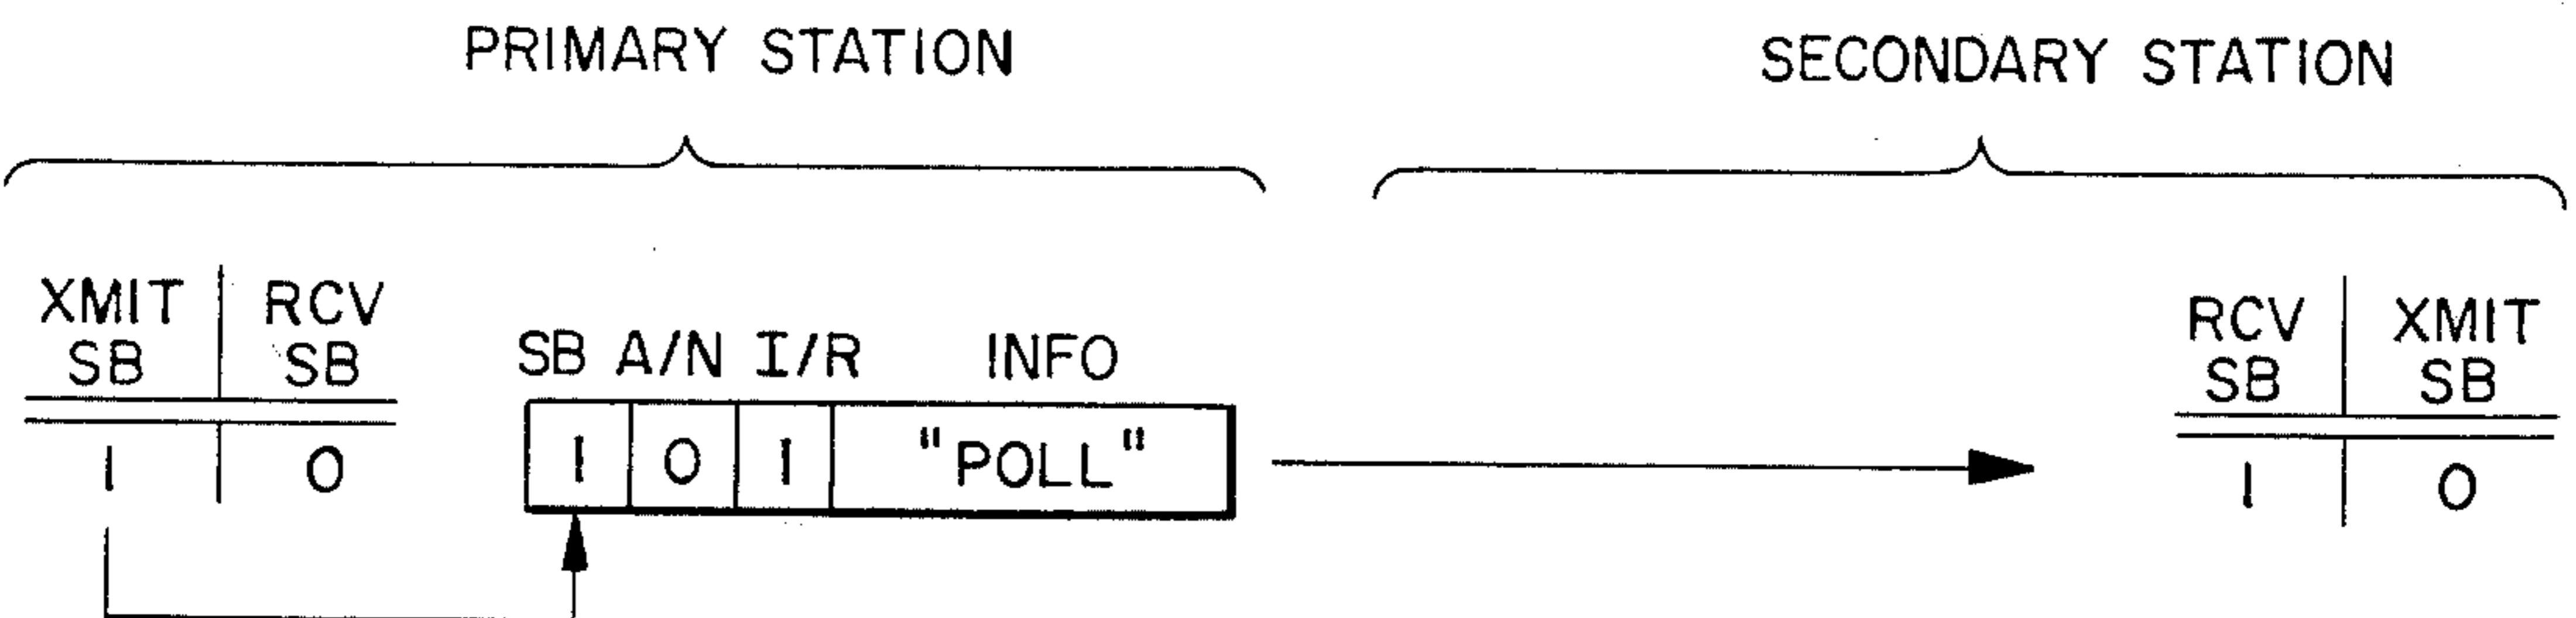 PRIMARY STATION
SECONDARY STATION
XMIT SB
RCV SB
1
0
SB A/N I/R INFO
1 0 1 "POLL"
RCV SB
XMIT SB
1
0